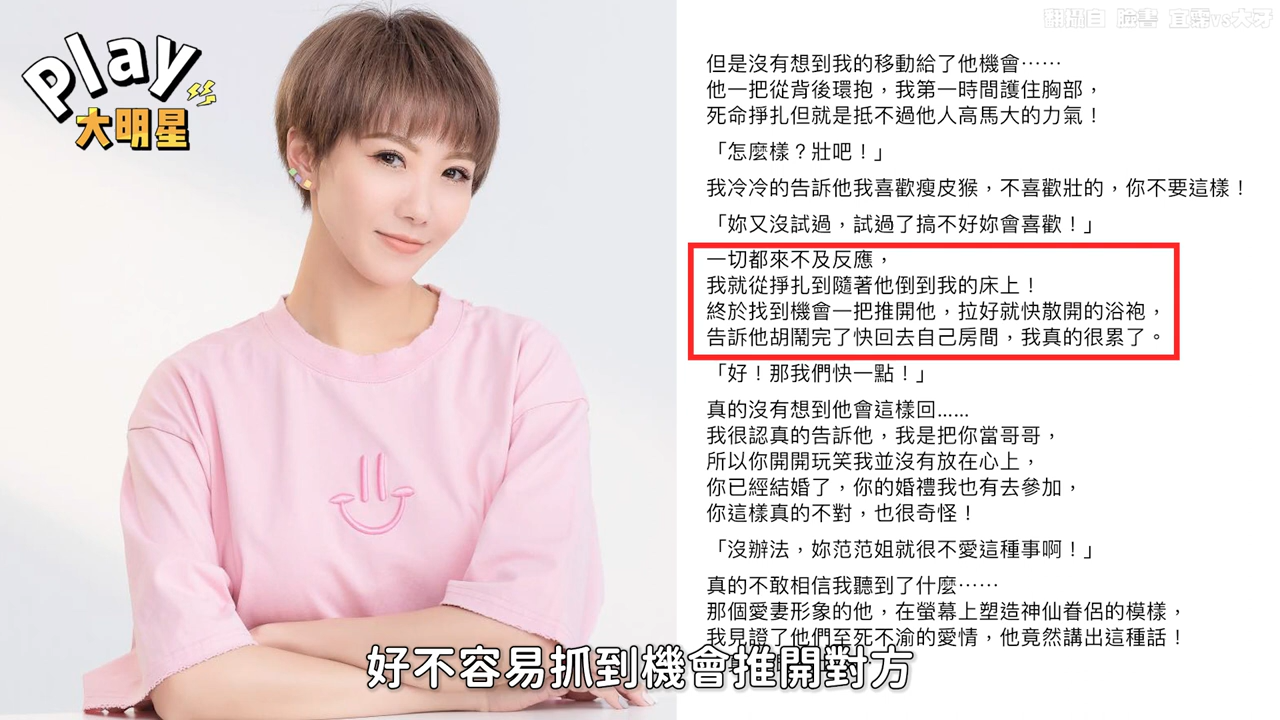 Play
大明星
翻攝自 臉書 宜霈vs大牙
但是沒有想到我的移動給了他機會⋯⋯
他一把從背後環抱，我第一時間護住胸部，
死命掙扎但就是抵不過他人高馬大的力氣！
「怎麼樣？壯吧！」
我冷冷的告訴他我喜歡瘦皮猴，不喜歡壯的，你不要這樣！
「妳又沒試過，試過了搞不好妳會喜歡！」
一切都來不及反應，
我就從掙扎到隨著他倒到我的床上！
終於找到機會一把推開他，拉好就快散開的浴袍，
告訴他胡鬧完了快回去自己房間，我真的很累了。
「好！那我們快一點！」
真的沒有想到他會這樣回......
我很認真的告訴他，我是把你當哥哥，
所以你開開玩笑我並沒有放在心上，
你已經結婚了，你的婚禮我也有去參加，
你這樣真的不對，也很奇怪！
「沒辦法，妳范范姐就很不愛這種事啊！」
真的不敢相信我聽到了什麼⋯⋯
那個愛妻形象的他，在螢幕上塑造神仙眷侶的模樣，
我見證了他們至死不渝的愛情，他竟然講出這種話！
好不容易抓到機會推開對方